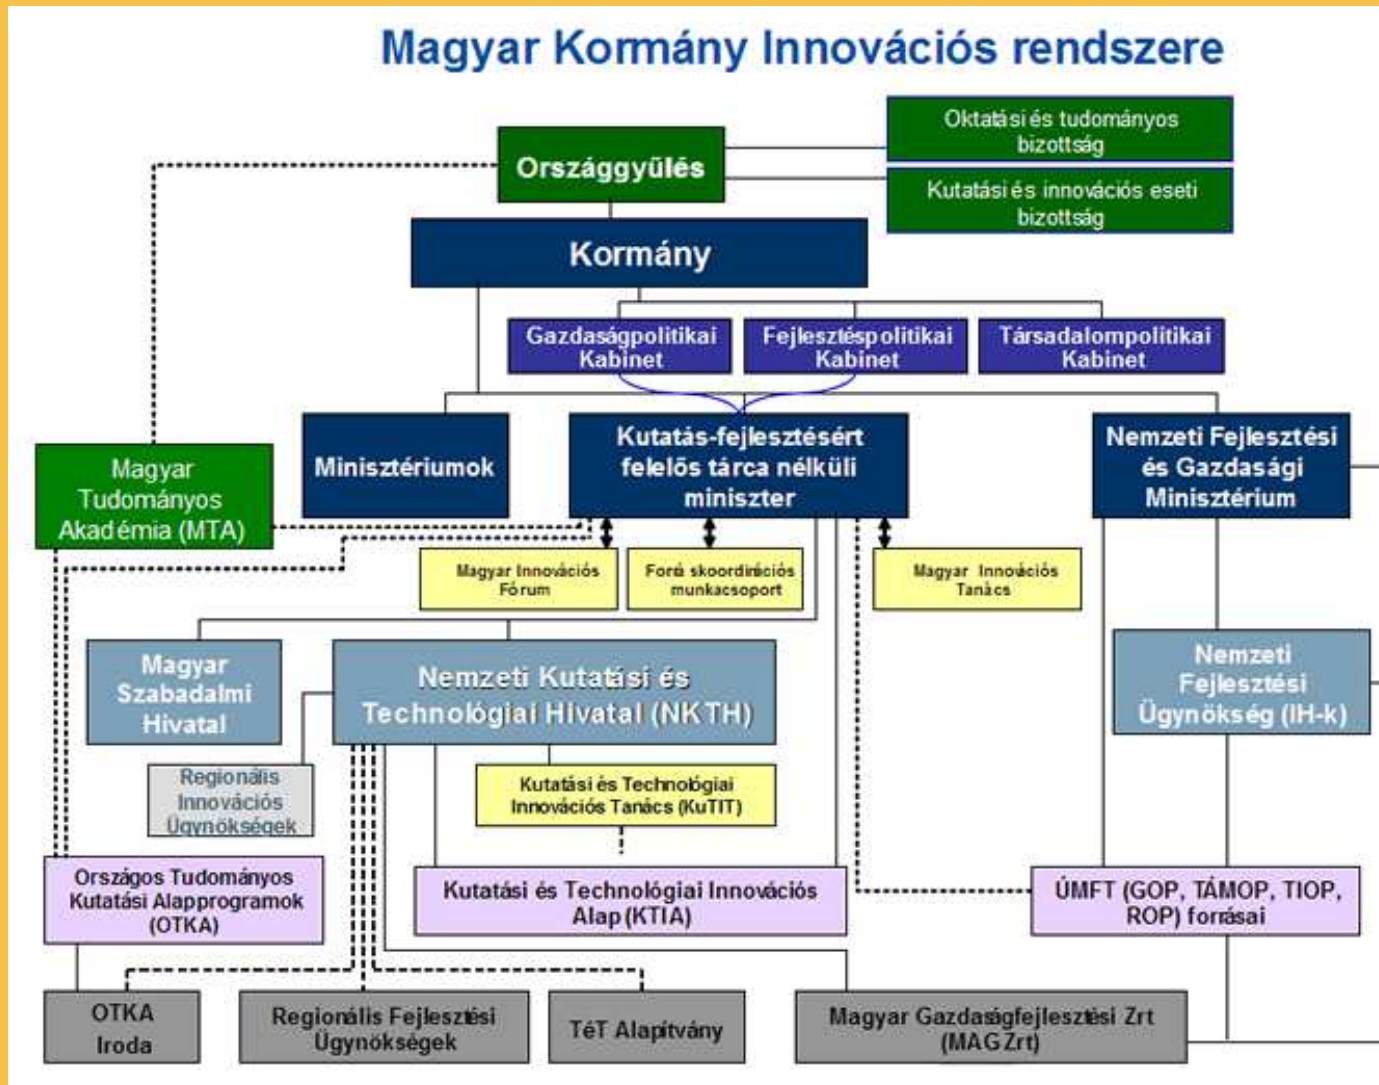 Magyar Kormány Innovációs rendszere
Oktatási és tudományos
bizottság
Országgyűlés
Kutatási és innovációs eseti
bizottság
Kormány
Gazdaságpolitikai
Kabinet
Fejlesztéspolitikai
Kabinet
Társadalompolitikai
Kabinet
Minisztériumok
Kutatás-fejlesztésért
felelős tárca nélküli
miniszter
Nemzeti Fejlesztési
és Gazdasági
Minisztérium
Magyar
Tudományos
Akadémia (MTA)
Magyar Innovációs
Fórum
Forrá skoordinációs
munkacsoport
Magyar Innovációs
Tanács
Magyar
Szabadalmi
Hivatal
Nemzeti Kutatási és
Technológiai Hivatal (NKTH)
Nemzeti
Fejlesztési
Ügynökség (IH-k)
Regionális
Innovációs
Ügynökségek
Kutatási és Technológiai
Innovációs Tanács (KuTIT)
Országos Tudományos
Kutatási Alapprogramok
(OTKA)
Kutatási és Technológiai Innovációs
Alap (KTIA)
ÚMFT (GOP, TÁMOP, TIOP,
ROP) forrásai
OTKA
Iroda
Regionális Fejlesztési
Ügynökségek
TéT Alapítvány
Magyar Gazdaságfejlesztési Zrt
(MAG Zrt)